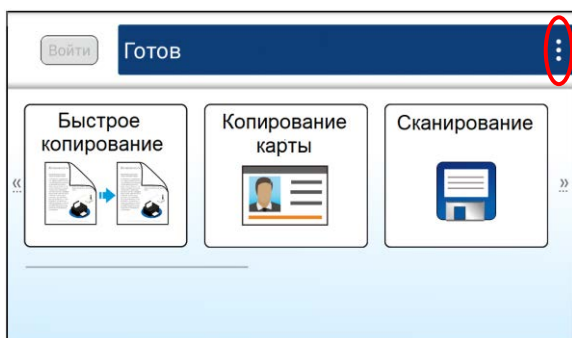 Войти
Готов
Быстрое
копирование
Копирование
карты
Сканирование
«
»